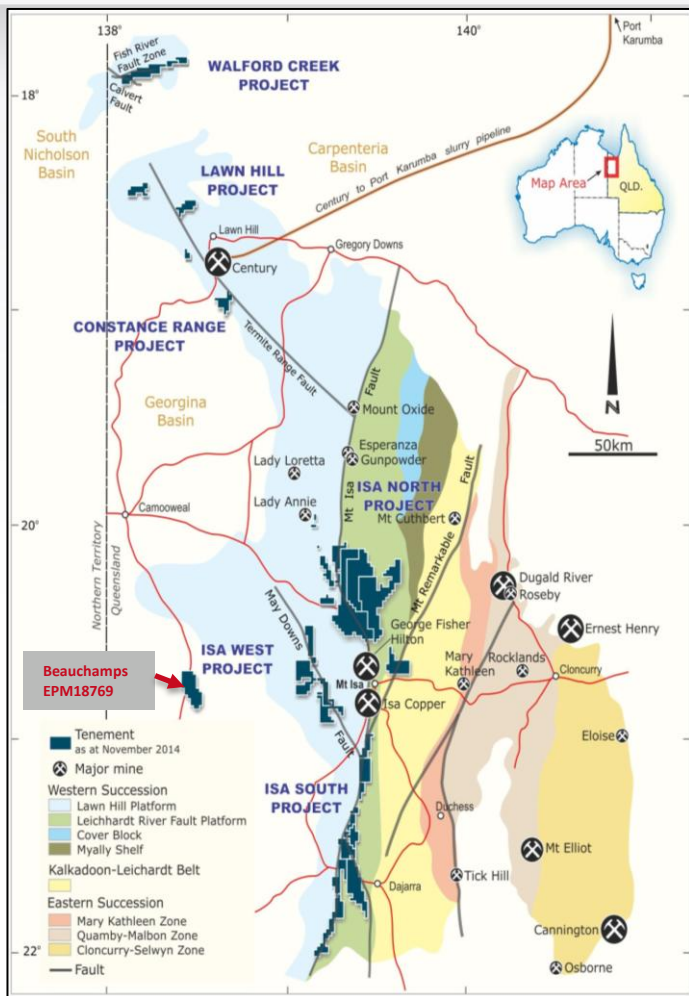 138°
140°
Port
Karumba
Fish River
Fault Zone
Calvert
Fault
WALFORD CREEK
PROJECT
18°
South
Nicholson
Basin
Carpenteria
Basin
Century to Port Karumba slurry pipeline
LAWN HILL
PROJECT
Map Area
QLD.
Lawn Hill
Gregory Downs
Century
CONSTANCE RANGE
PROJECT
Termite Range Fault
N
50km
Georgina
Basin
Fault
Mount Oxide
Esperanza
Gunpowder
Lady Loretta
Mt Isa
ISA NORTH
PROJECT
Fault
Lady Annie
Mt Cuthbert
Camooweal
20°
Northern Territory
Queensland
Mt Remarkable
Dugald River
Roseby
May Downs
Fault
George Fisher
Hilton
Ernest Henry
ISA WEST
PROJECT
Beauchamps
EPM18769
Mary
Kathleen
Rocklands
Cloncurry
Mt Isa
Isa Copper
Eloise
ISA SOUTH
PROJECT
Duchess
Mt Elliot
Tick Hill
Dajarra
Cannington
Osborne
22°
Tenement
as at November 2014
Major mine
Western Succession
Lawn Hill Platform
Leichhardt River Fault Platform
Cover Block
Myally Shelf
Kalkadoon-Leichardt Belt
Eastern Succession
Mary Kathleen Zone
Quamby-Malbon Zone
Cloncurry-Selwyn Zone
Fault